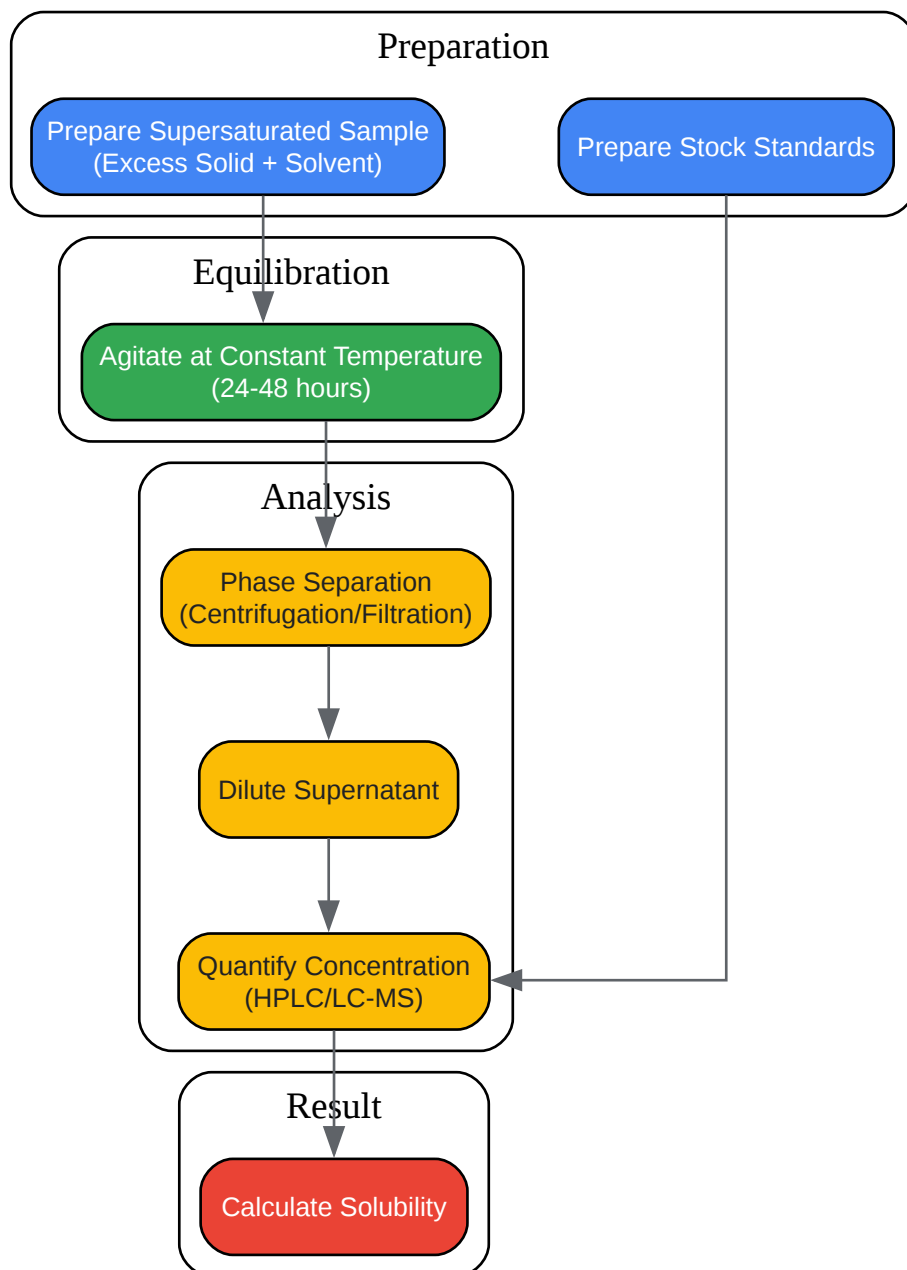 Preparation
Prepare Supersaturated Sample
(Excess Solid + Solvent)
Prepare Stock Standards
Equilibration
Agitate at Constant Temperature
(24-48 hours)
Analysis
Phase Separation
(Centrifugation/Filtration)
Dilute Supernatant
Quantify Concentration
(HPLC/LC-MS)
Result
Calculate Solubility